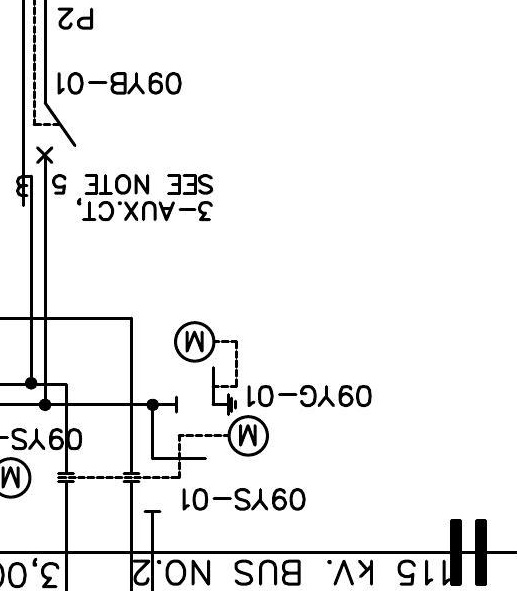 115 kV. BUS NO.2
3,00
09YS-01
M
M
09YS-
09YG-01
M
3-AUX.CT,
SEE NOTE 5
09YB-01
P2